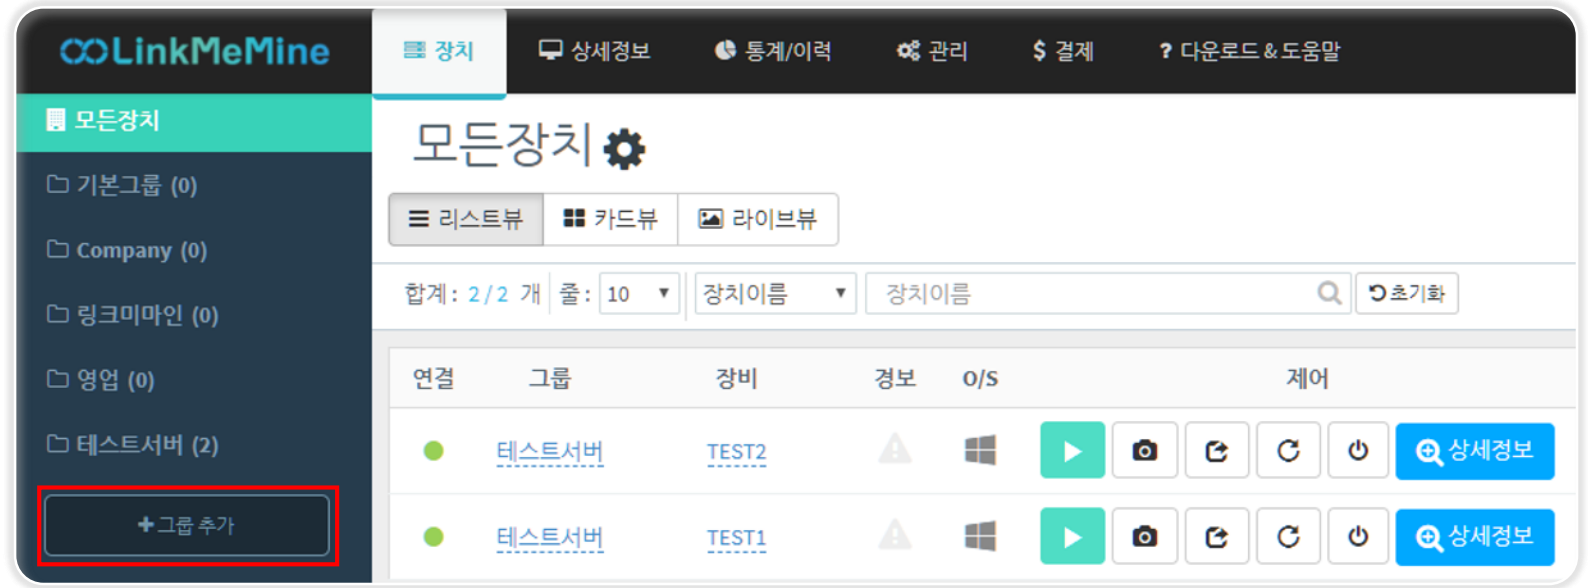 LinkMeMine
장치 상세정보 통계/이력 관리 $ 결제 ? 다운로드&도움말
모든장치
기본그룹 (0)
Company (0)
링크미마인 (0)
영업 (0)
테스트서버 (2)
+그룹 추가
모든장치
리스트뷰 카드뷰 라이브뷰
합계: 2/2 개 줄: 10 장치이름 장치이름 초기화
연결 그룹 장비 경보 O/S 제어
테스트서버 TEST2 상세정보
테스트서버 TEST1 상세정보